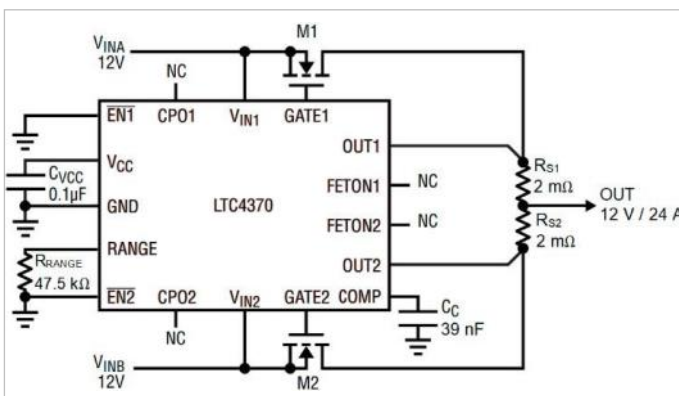 M1
VINA
12V
NC
EN1
CPO1
VIN1
GATE1
OUT1
VCC
CVCC
0.1µF
RS1
2 mΩ
FETON1
NC
OUT
12 V / 24 A
GND
LTC4370
FETON2
NC
RS2
2 mΩ
RANGE
RRANGE
47.5 kΩ
OUT2
EN2
CPO2
VIN2
GATE2
COMP
NC
CC
39 nF
VINB
12V
M2